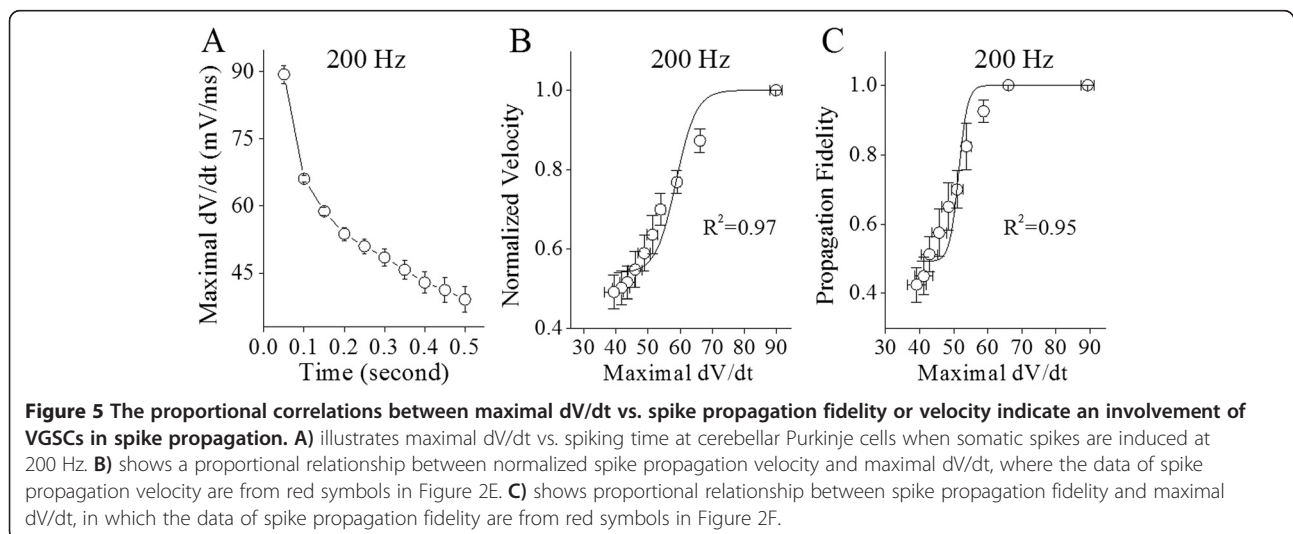 A
200 Hz
Maximal dV/dt (mV/ms)
90
75
60
45
0.0 0.1 0.2 0.3 0.4 0.5
Time (second)
B
200 Hz
Normalized Velocity
1.0
0.8
0.6
0.4
R²=0.97
30 40 50 60 70 80 90
Maximal dV/dt
C
200 Hz
Propagation Fidelity
1.0
0.8
0.6
0.4
R²=0.95
30 40 50 60 70 80 90
Maximal dV/dt
Figure 5 The proportional correlations between maximal dV/dt vs. spike propagation fidelity or velocity indicate an involvement of
VGSCs in spike propagation. A) illustrates maximal dV/dt vs. spiking time at cerebellar Purkinje cells when somatic spikes are induced at
200 Hz. B) shows a proportional relationship between normalized spike propagation velocity and maximal dV/dt, where the data of spike
propagation velocity are from red symbols in Figure 2E. C) shows proportional relationship between spike propagation fidelity and maximal
dV/dt, in which the data of spike propagation fidelity are from red symbols in Figure 2F.